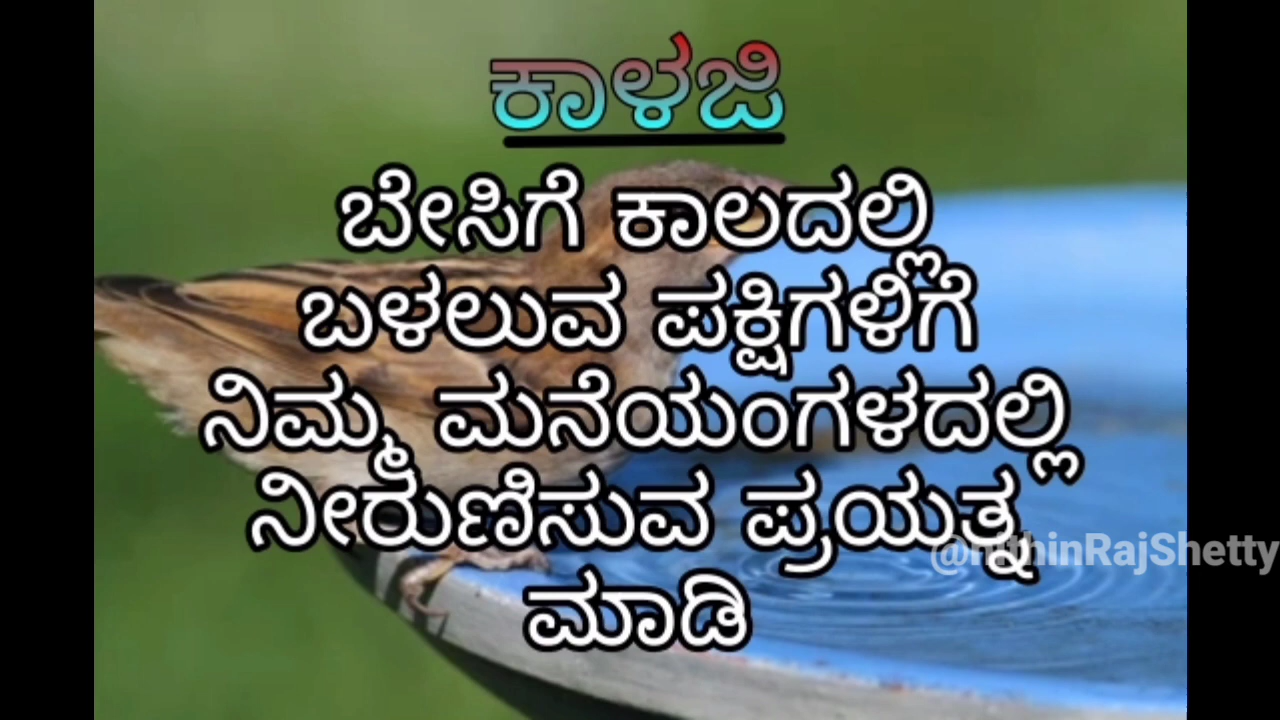 ಕಾಳಜಿ
ಬೇಸಿಗೆ ಕಾಲದಲ್ಲಿ
ಬಳಲುವ ಪಕ್ಷಿಗಳಿಗೆ
ನಿಮ್ಮ ಮನೆಯಂಗಳದಲ್ಲಿ
ನೀರುಣಿಸುವ ಪ್ರಯತ್ನ
@nithinRajShetty
ಮಾಡಿ